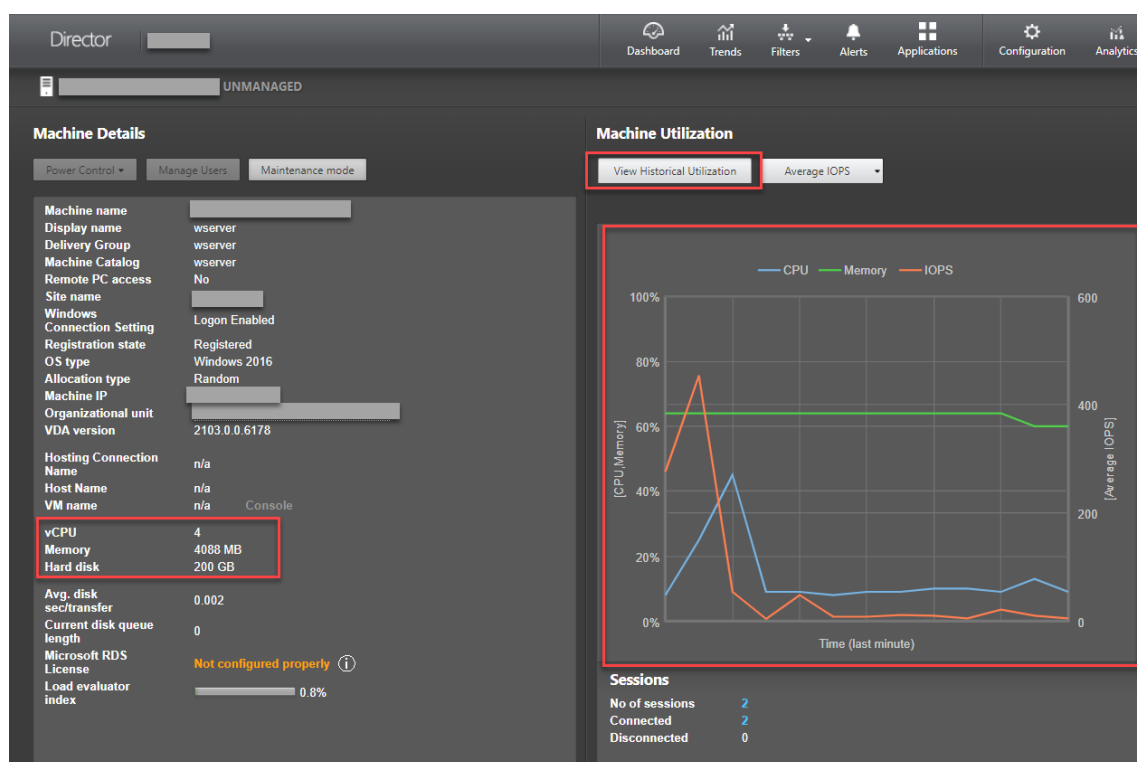 Director
Dashboard Trends Filters Alerts Applications Configuration Analytics
UNMANAGED
Machine Details
Power Control Manage Users Maintenance mode
Machine name
Display name wserver
Delivery Group wserver
Machine Catalog wserver
Remote PC access No
Site name
Windows
Connection Setting Logon Enabled
Registration state Registered
OS type Windows 2016
Allocation type Random
Machine IP
Organizational unit
VDA version 2103.0.0.6178
Hosting Connection
Name n/a
Host Name n/a
VM name n/a Console
vCPU 4
Memory 4088 MB
Hard disk 200 GB
Avg. disk
sec/transfer 0.002
Current disk queue
length 0
Microsoft RDS
License Not configured properly
Load evaluator
index 0.8%
Machine Utilization
View Historical Utilization Average IOPS
CPU Memory IOPS
100% 600
80%
400
60%
40%
200
20%
0% 0
[CPU,Memory]
[Average IOPS]
Time (last minute)
Sessions
No of sessions 2
Connected 2
Disconnected 0